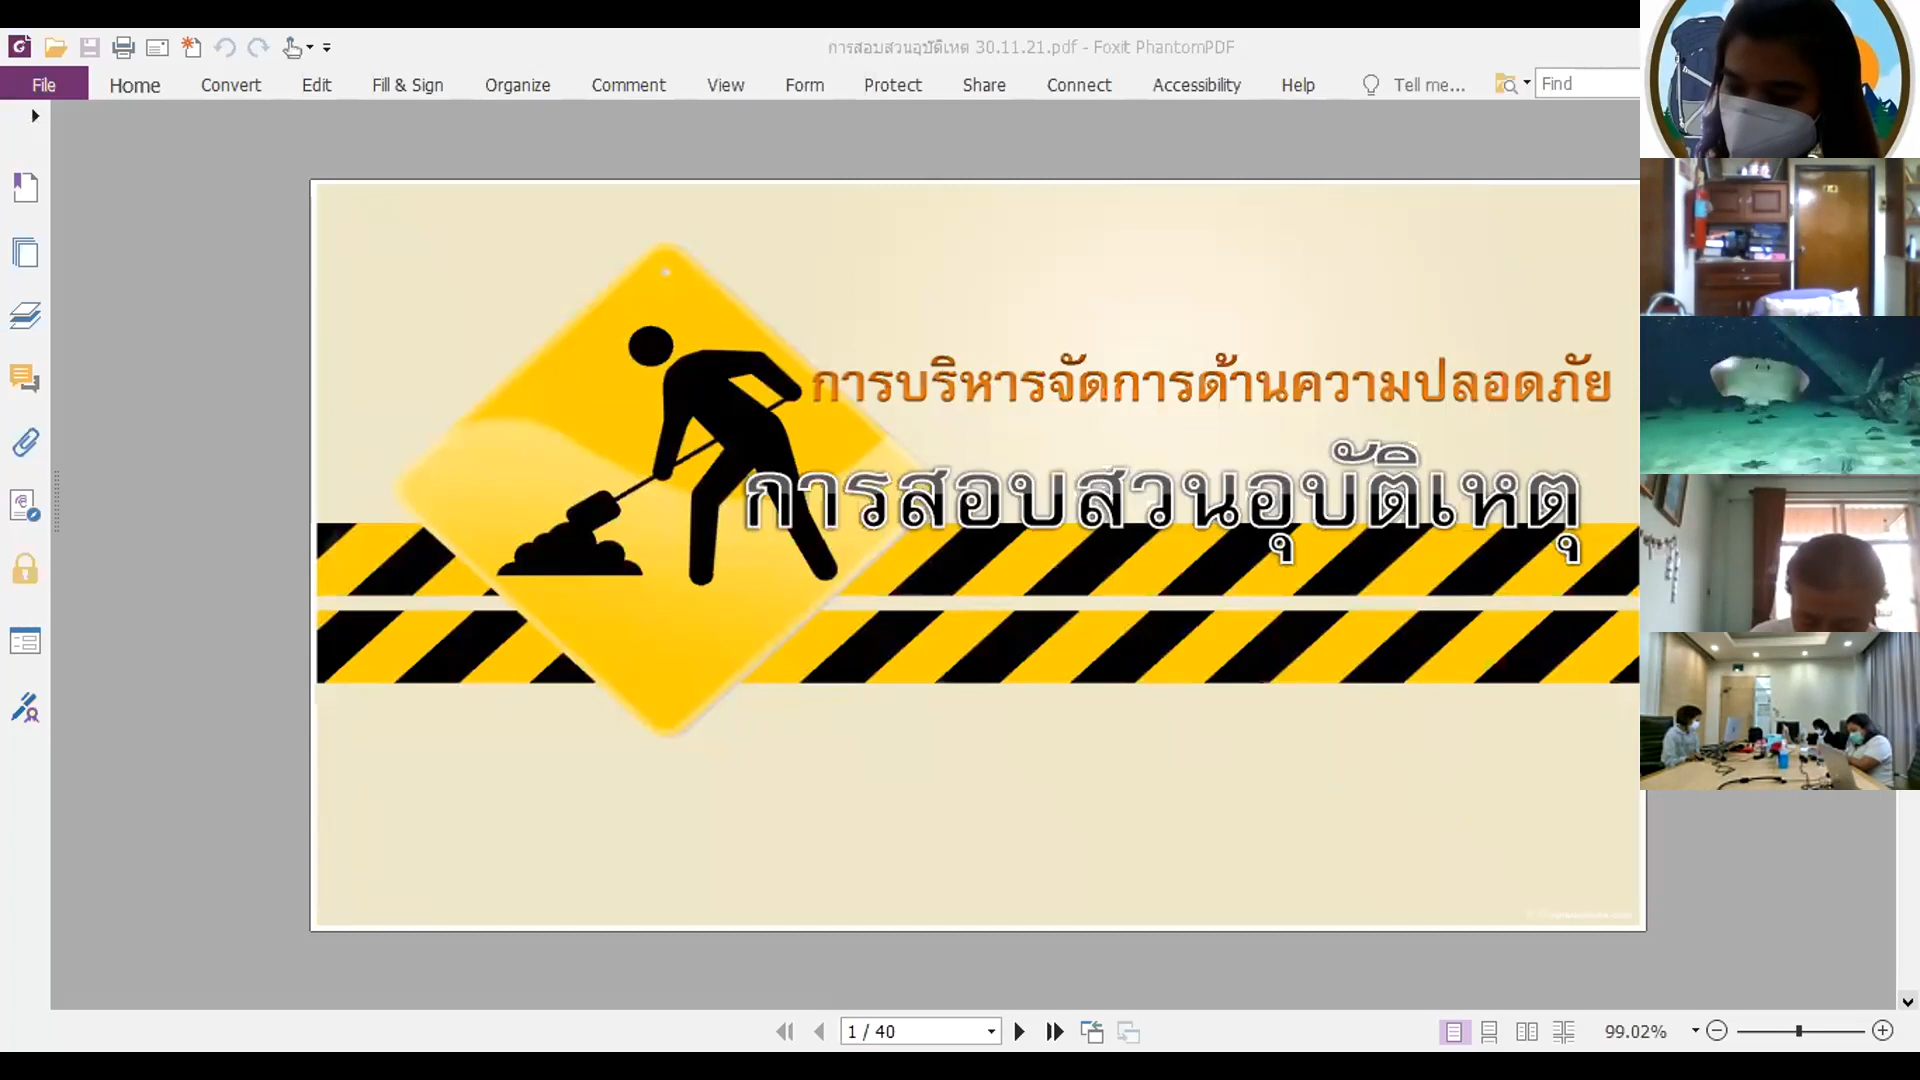 การสอบสวนอุบัติเหต 30.11.21.pdf - Foxit PhantomPDF
File Home Convert Edit Fill & Sign Organize Comment View Form Protect Share Connect Accessibility Help Tell me... Find
การบริหารจัดการด้านความปลอดภัย
การสอบสวนอุบัติเหตุ
1 / 40
99.02%